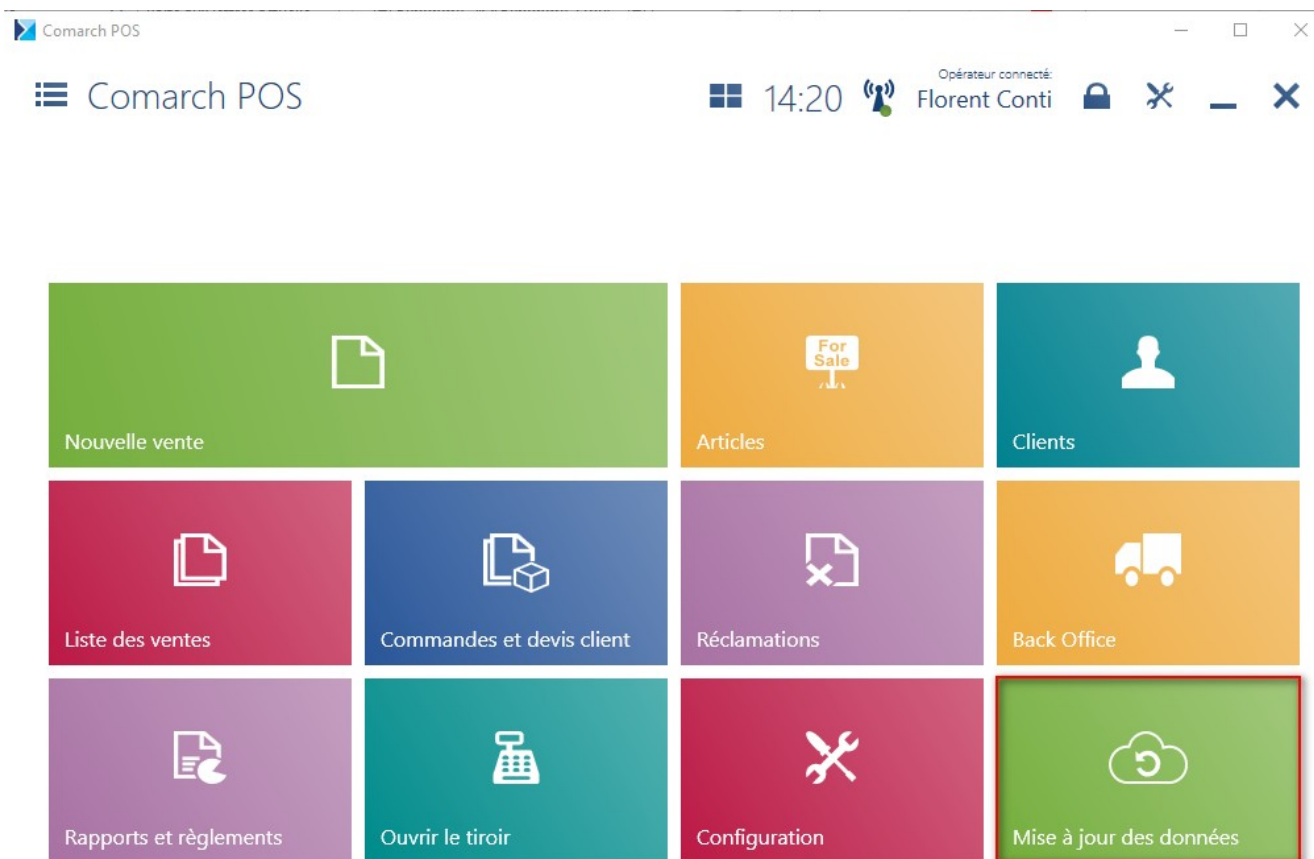 Comarch POS
Comarch POS
14:20
Opérateur connecté:
Florent Conti
Nouvelle vente
For
Sale
Articles
Clients
Liste des ventes
Commandes et devis client
Réclamations
Back Office
Rapports et règlements
Ouvrir le tiroir
Configuration
Mise à jour des données